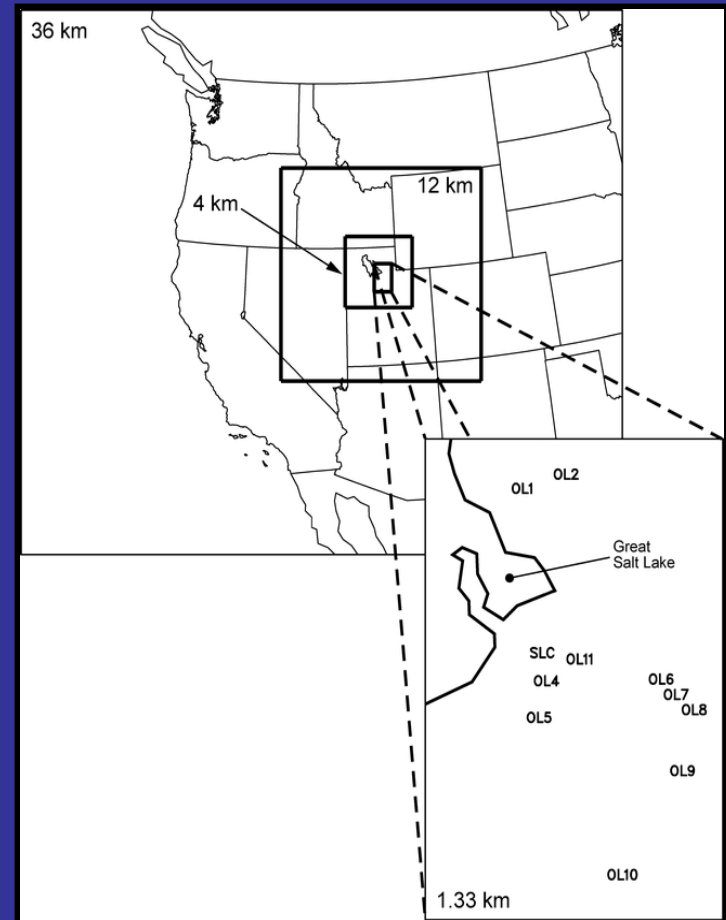 36 km
12 km
4 km
OL1
OL2
Great
Salt Lake
SLC
OL11
OL4
OL6
OL7
OL8
OL5
OL9
OL10
1.33 km